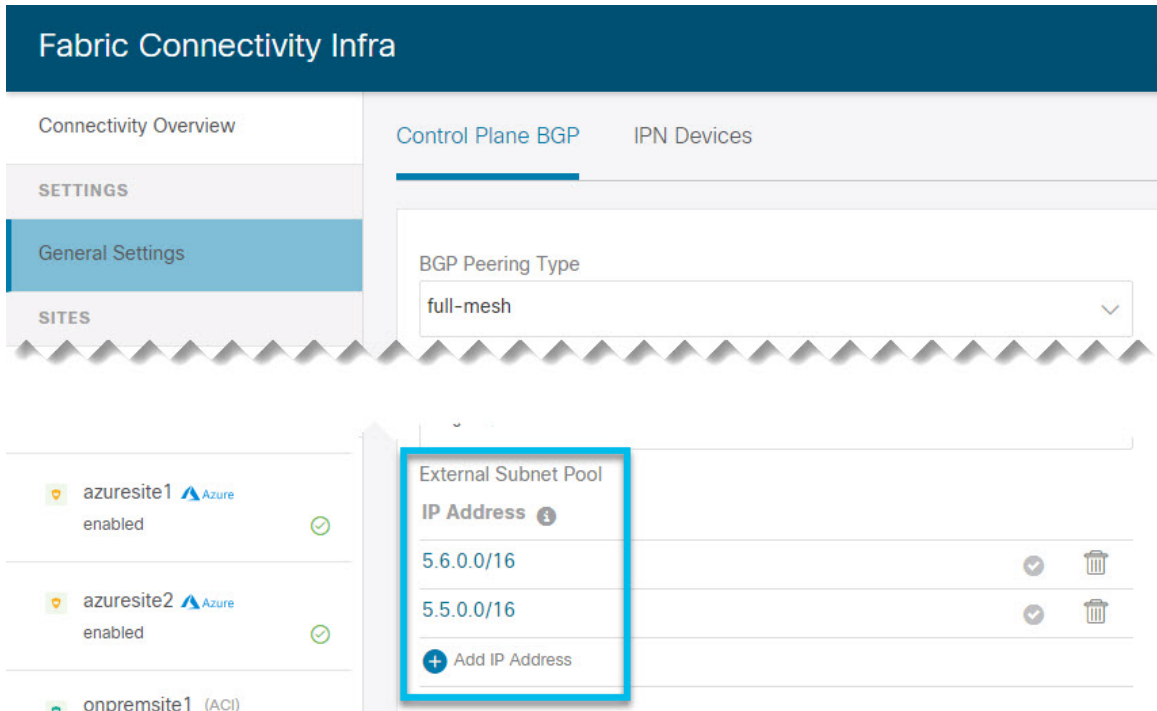 Fabric Connectivity Infra
Connectivity Overview
Control Plane BGP
IPN Devices
SETTINGS
General Settings
BGP Peering Type
full-mesh
SITES
azuresite1 Azure
enabled
azuresite2 Azure
enabled
onpremsite1 (ACI)
External Subnet Pool
IP Address
5.6.0.0/16
5.5.0.0/16
Add IP Address